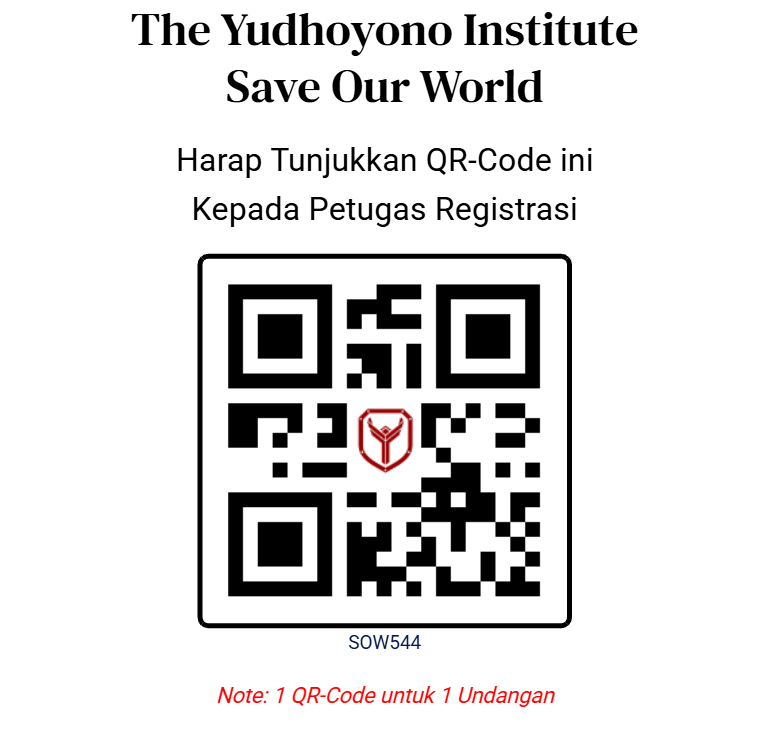 The Yudhoyono Institute
Save Our World
Harap Tunjukkan QR-Code ini
Kepada Petugas Registrasi
SOW544
Note: 1 QR-Code untuk 1 Undangan